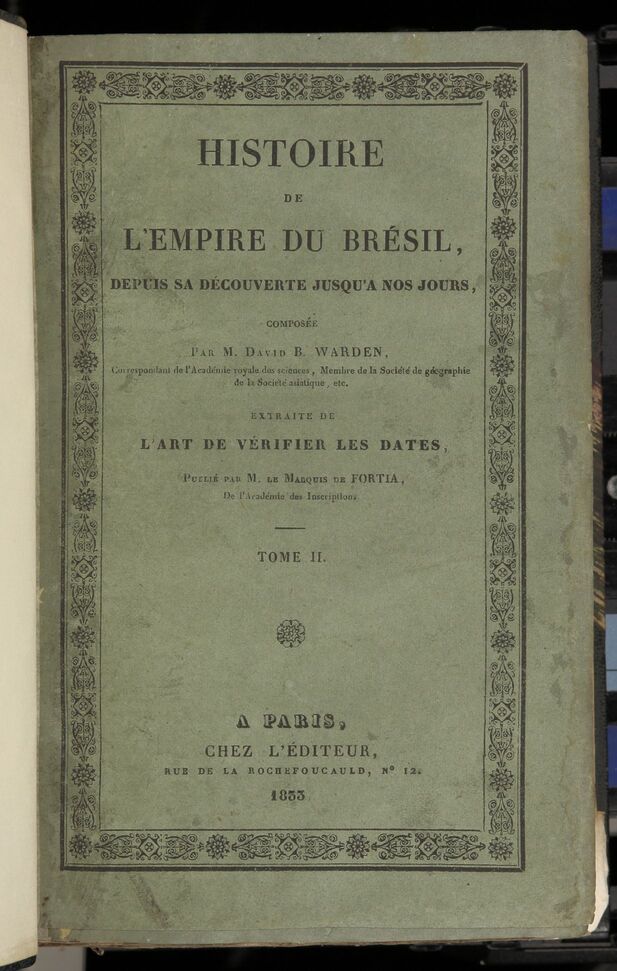 HISTOIRE
DE
L'EMPIRE DU BRÉSIL,
DEPUIS SA DÉCOUVERTE JUSQU'A NOS JOURS,
COMPOSÉE
PAR M. DAVID B. WARDEN,
Correspondant de l'Académie royale des sciences, Membre de la Société de géographie
de la Société asiatique, etc.
EXTRAITE DE
L'ART DE VÉRIFIER LES DATES,
PUBLIÉ PAR M. LE MARQUIS DE FORTIA,
De l'Académie des Inscriptions.
TOME II.
A PARIS,
CHEZ L'ÉDITEUR,
RUE DE LA ROCHEFOUCAULD, N° 12.
1833